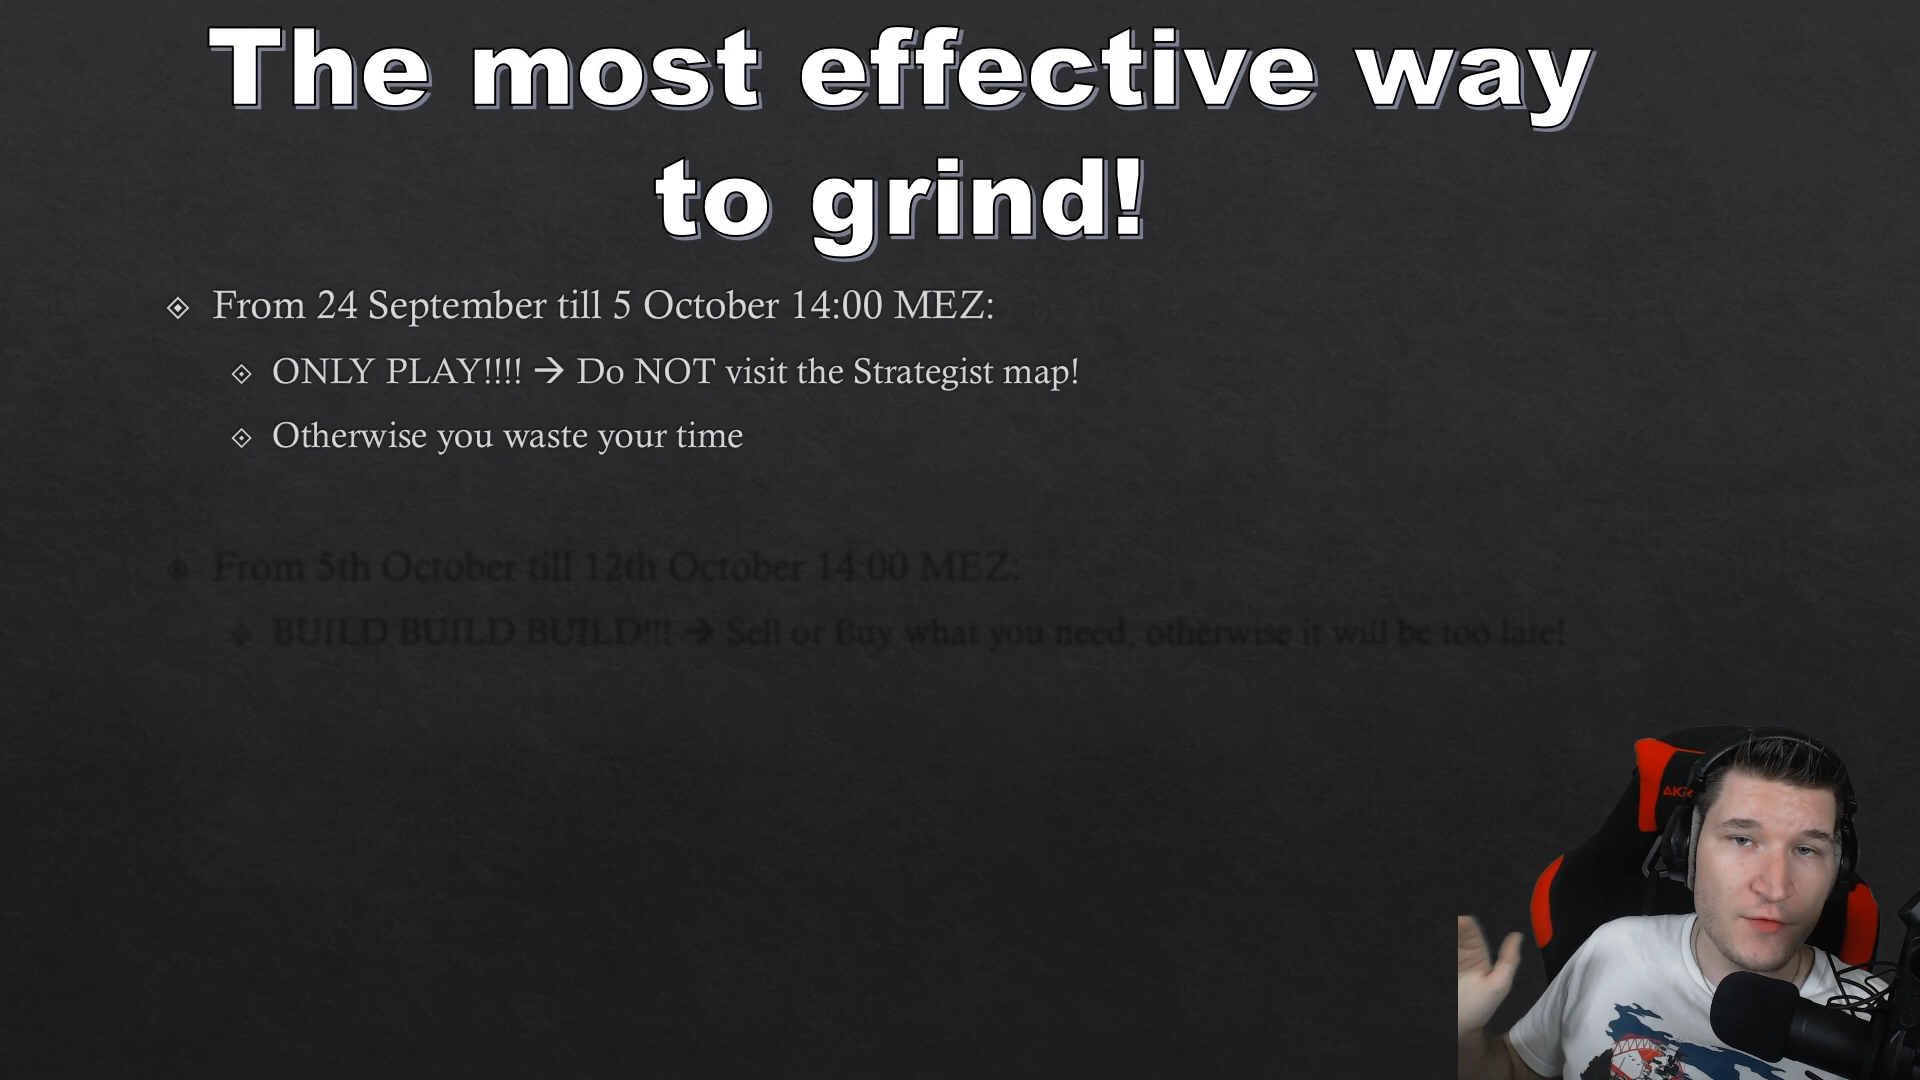 The most effective way
to grind!
From 24 September till 5 October 14:00 MEZ:
ONLY PLAY!!!! → Do NOT visit the Strategist map!
Otherwise you waste your time
From 5th October till 12th October 14:00 MEZ:
BUILD BUILD BUILD!!! → Sell or Buy what you need, otherwise it will be too late!